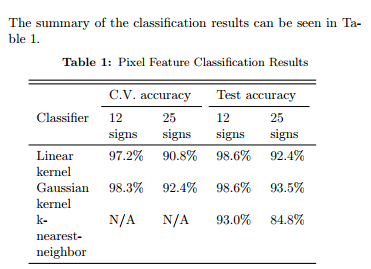 The summary of the classification results can be seen in Ta-
ble 1.
Table 1: Pixel Feature Classification Results
C.V. accuracy Test accuracy
Classifier 12 25 12 25
signs signs signs signs
Linear 97.2% 90.8% 98.6% 92.4%
kernel
Gaussian 98.3% 92.4% 98.6% 93.5%
kernel
k- N/A N/A 93.0% 84.8%
nearest-
neighbor